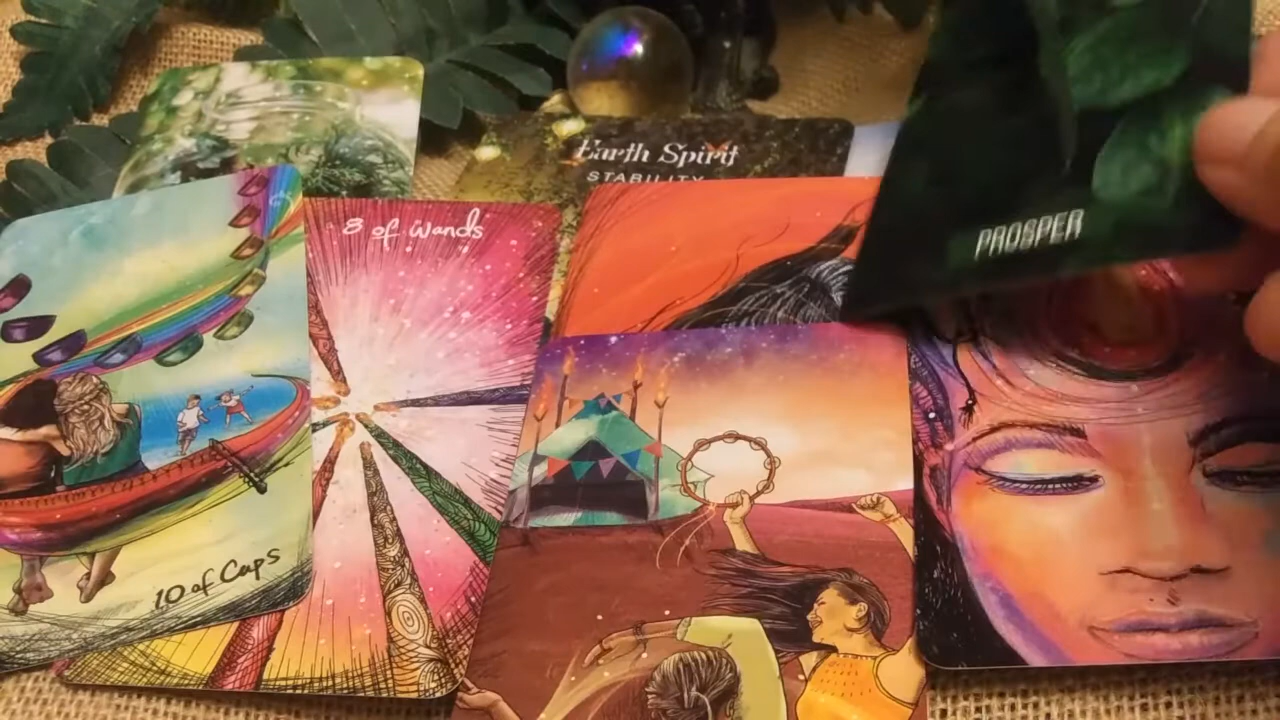 Earth Spirit
STABILITY
PROSPER
8 of Wands
10 of Cups